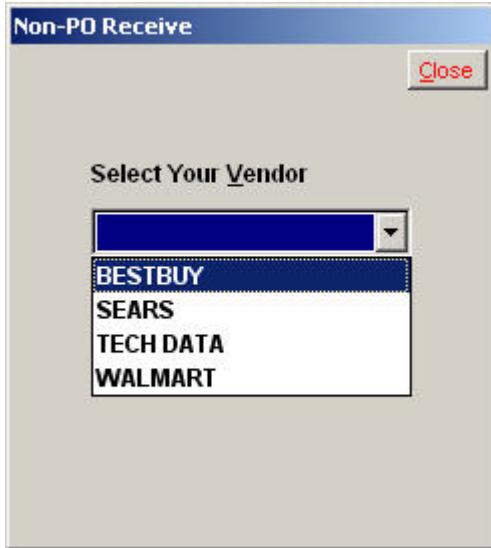 Non-PO Receive
Close
Select Your Vendor
BESTBUY
SEARS
TECH DATA
WALMART